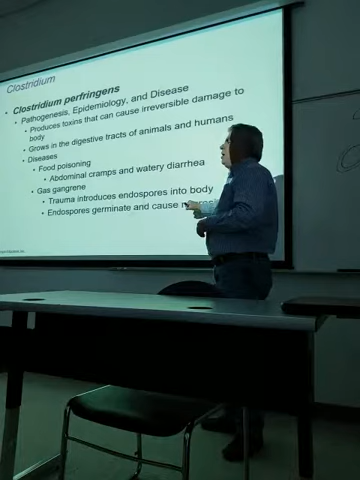 Clostridium
• Clostridium perfringens
• Pathogenesis, Epidemiology, and Disease
• Produces toxins that can cause irreversible damage to
body
• Grows in the digestive tracts of animals and humans
• Diseases
• Food poisoning
• Abdominal cramps and watery diarrhea
• Gas gangrene
• Trauma introduces endospores into body
• Endospores germinate and cause